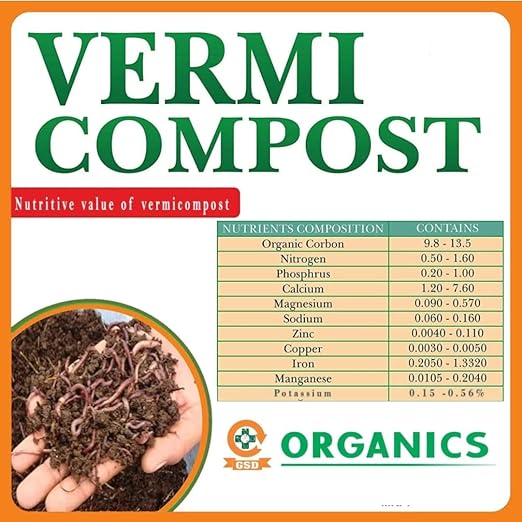 VERMI
COMPOST
Nutritive value of vermicompost
NUTRIENTS COMPOSITION CONTAINS
Organic Corbon 9.8 - 13.5
Nitrogen 0.50 - 1.60
Phosphrus 0.20 - 1.00
Calcium 1.20 - 7.60
Magnesium 0.090 - 0.570
Sodium 0.060 - 0.160
Zinc 0.0040 - 0.110
Copper 0.0030 - 0.0050
Iron 0.2050 - 1.3320
Manganese 0.0105 - 0.2040
Potassium 0.15 -0.56%
N
GSD
ORGANICS